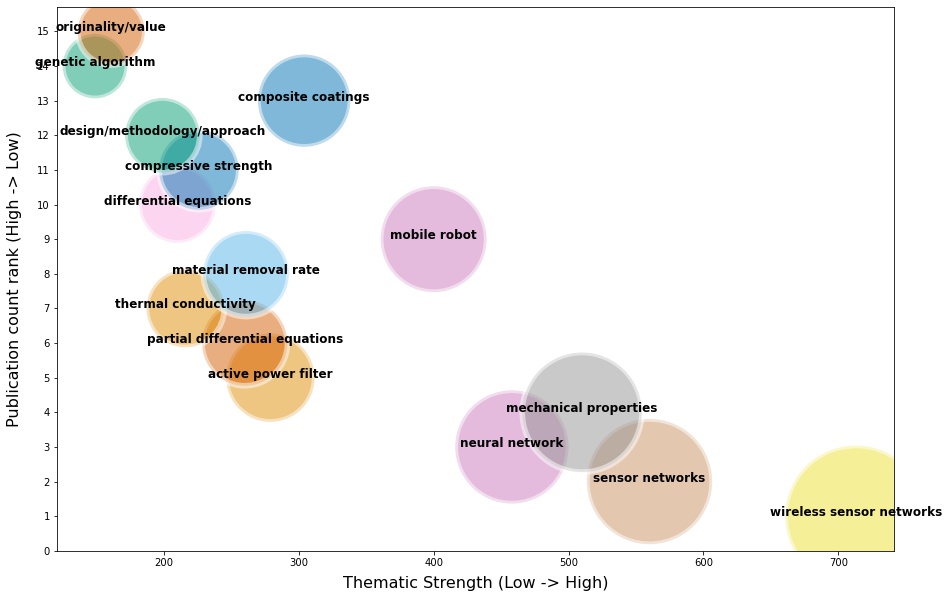 15
originality/value
14
genetic algorithm
13
composite coatings
12
design/methodology/approach
11
compressive strength
10
differential equations
9
mobile robot
8
material removal rate
7
thermal conductivity
6
partial differential equations
5
active power filter
4
mechanical properties
3
neural network
2
sensor networks
1
wireless sensor networks
0
200 300 400 500 600 700
Thematic Strength (Low -> High)
Publication count rank (High -> Low)